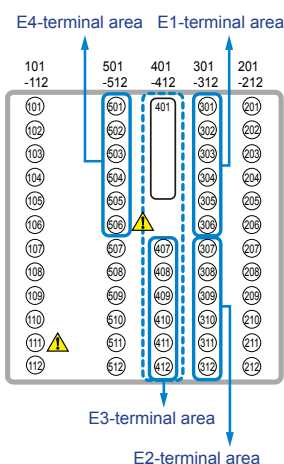 E4-terminal area E1-terminal area
101 501 401 301 201
-112 -512 -412 -312 -212
101 501 401 301 201
102 502 302 202
103 503 303 203
104 504 304 204
105 505 305 205
106 506 306 206
107 507 407 307 207
108 508 408 308 208
109 509 409 309 209
110 510 410 310 210
111 511 411 311 211
112 512 412 312 212
E3-terminal area
E2-terminal area